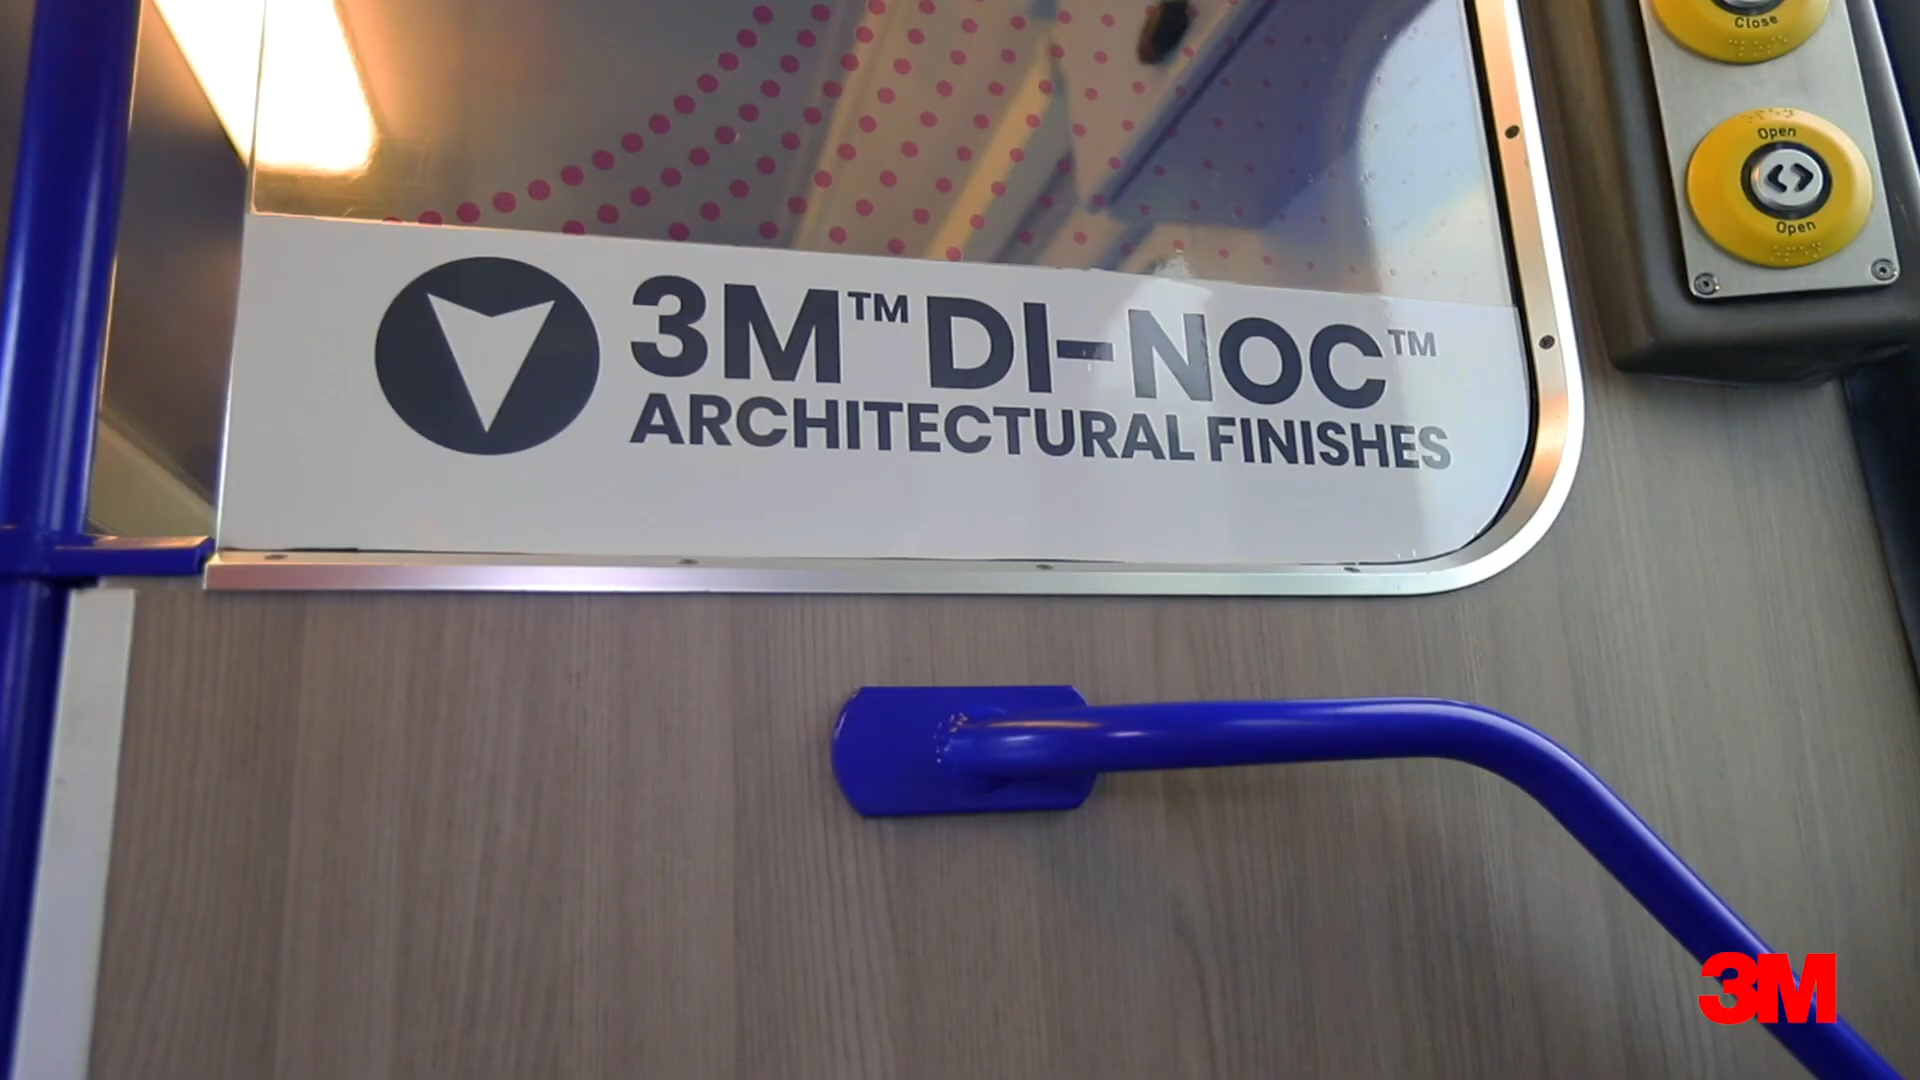 Close
Open
Open
3M™ DI-NOC™
ARCHITECTURAL FINISHES
3M